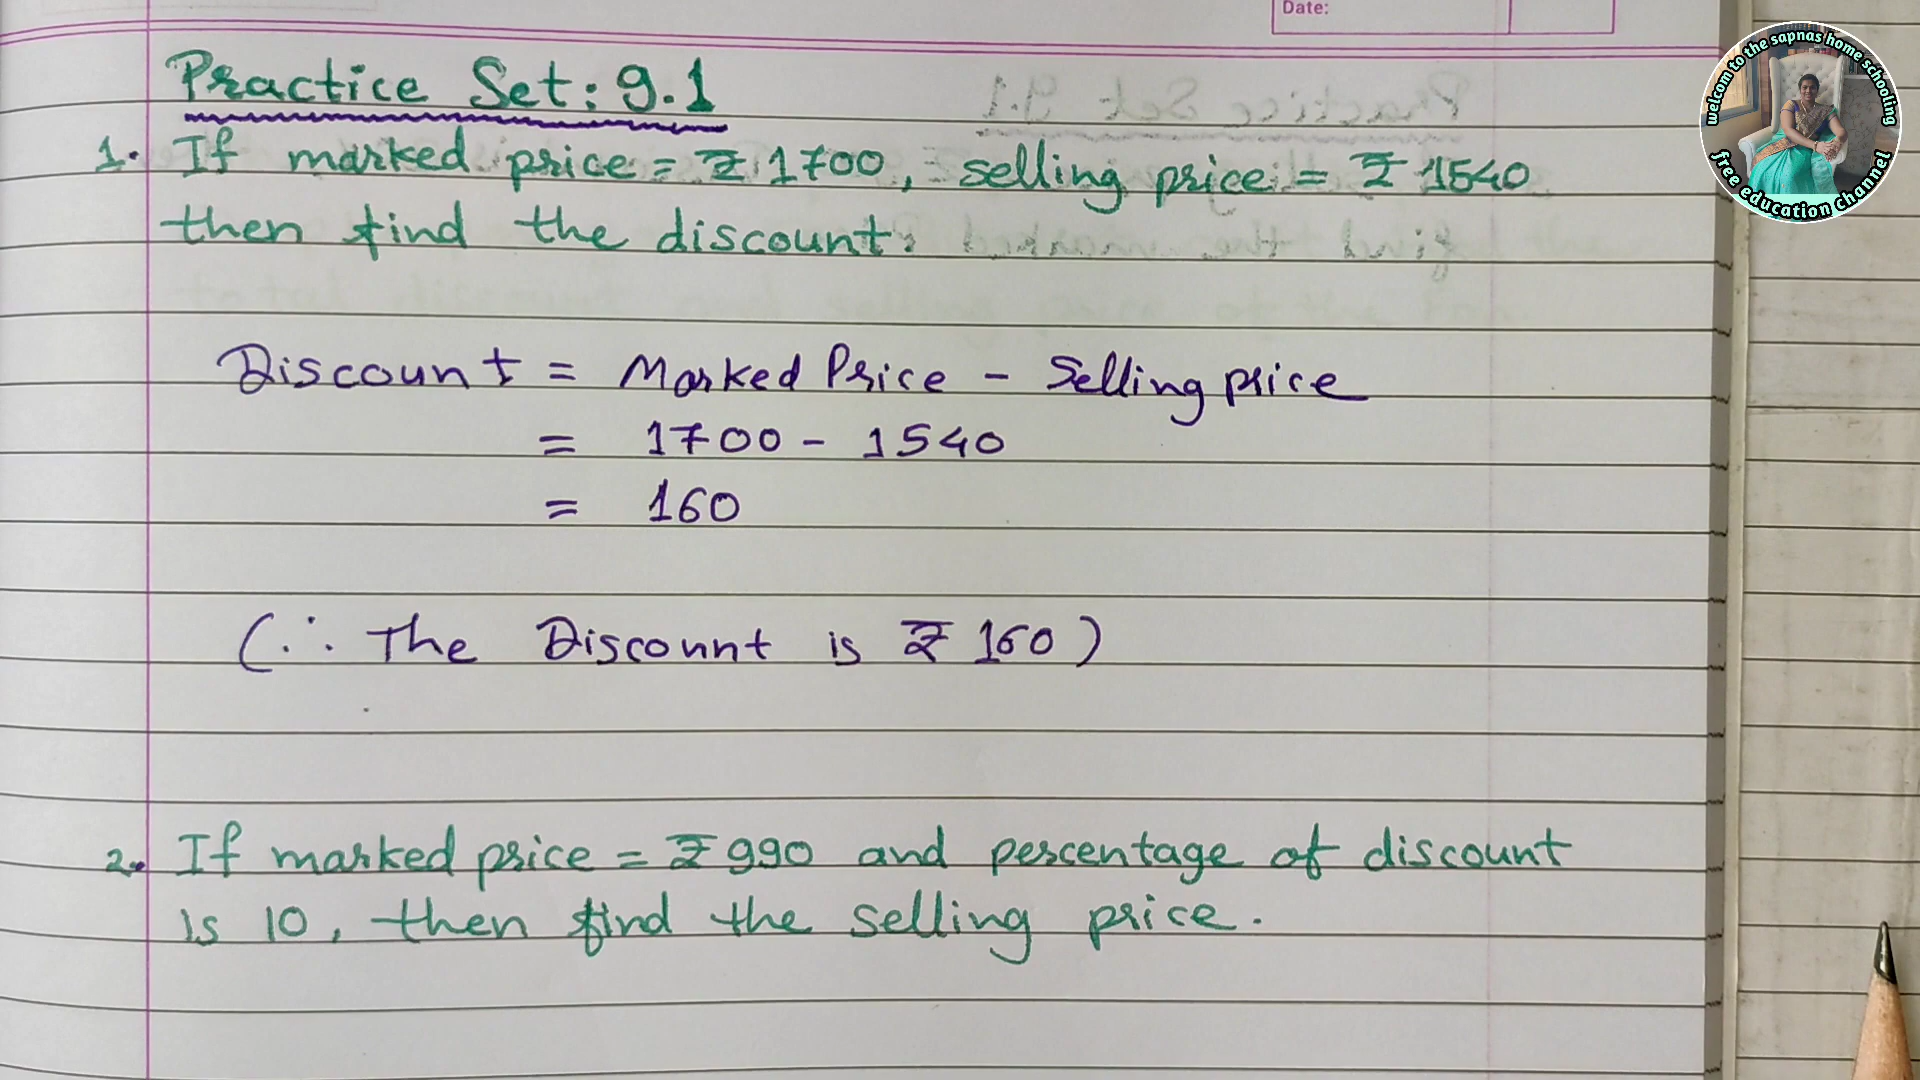 Date:
welcom to the sapnas home schooling
free education channel
Practice Set: 9.1
1. If marked price = ₹ 1700, selling price = ₹ 1540
then find the discount.
Discount = Marked Price - Selling price
= 1700 - 1540
= 160
(∴ The Discount is ₹ 160)
2. If marked price = ₹ 990 and percentage of discount
is 10, then find the selling price.